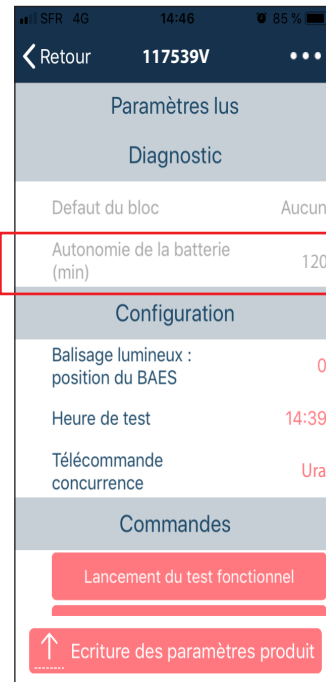 SFR 4G 14:46 85 %
Retour 117539V
Paramètres lus
Diagnostic
Defaut du bloc Aucun
Autonomie de la batterie
(min) 120
Configuration
Balisage lumineux :
position du BAES 0
Heure de test 14:39
Télécommande
concurrence Ura
Commandes
Lancement du test fonctionnel
Ecriture des paramètres produit